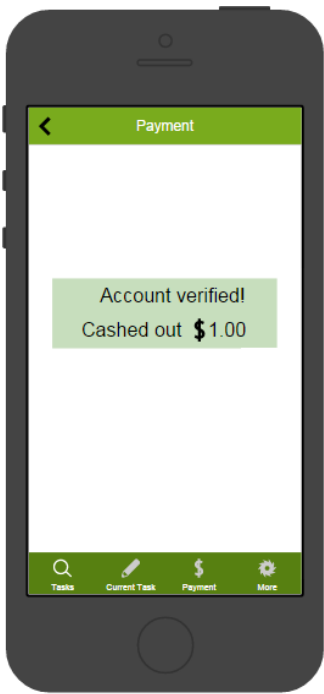 Payment
Account verified!
Cashed out $1.00
Tasks Current Task Payment More